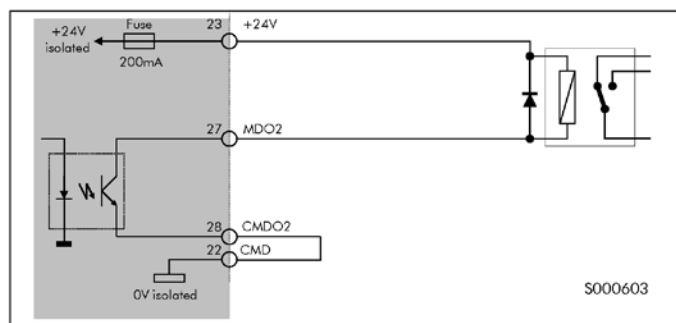 +24V
isolated
Fuse
200mA
23
+24V
27
MDO2
28
CMDO2
22
CMD
0V isolated
S000603